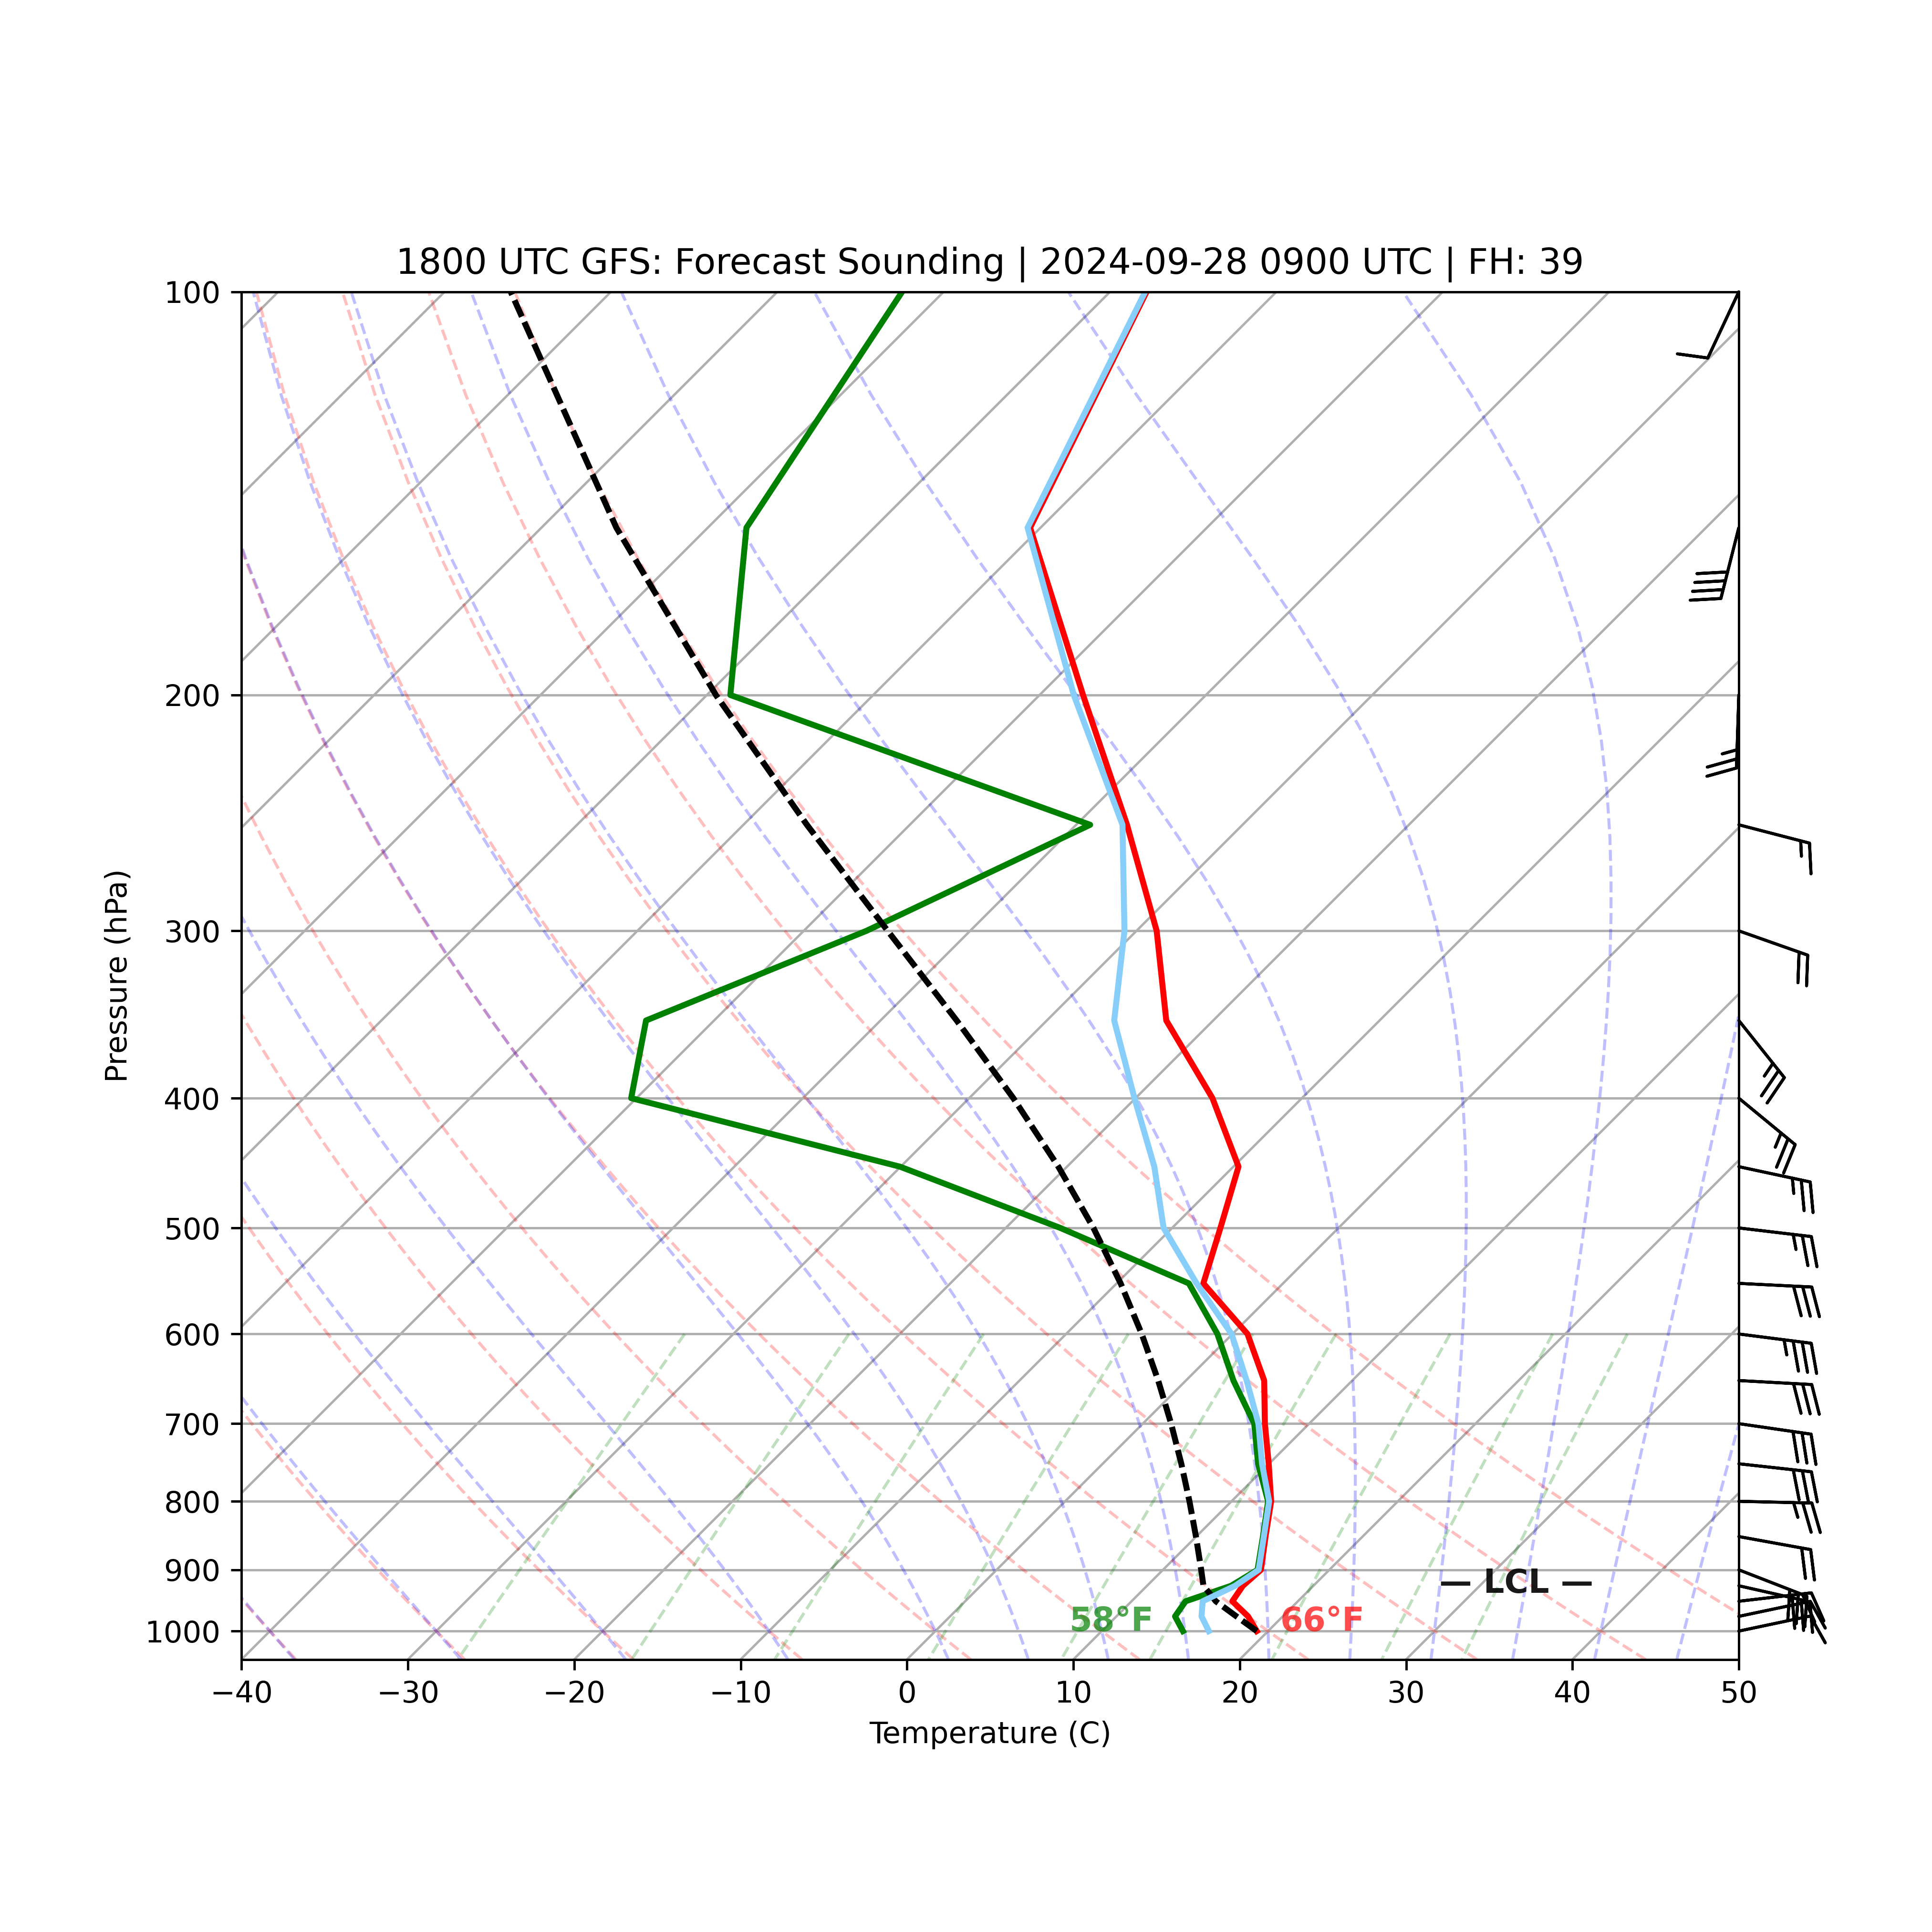 1800 UTC GFS: Forecast Sounding | 2024-09-28 0900 UTC | FH: 39
100
200
300
400
500
600
700
800
900
1000
Pressure (hPa)
— LCL —
58°F
66°F
−40 −30 −20 −10 0 10 20 30 40 50
Temperature (C)